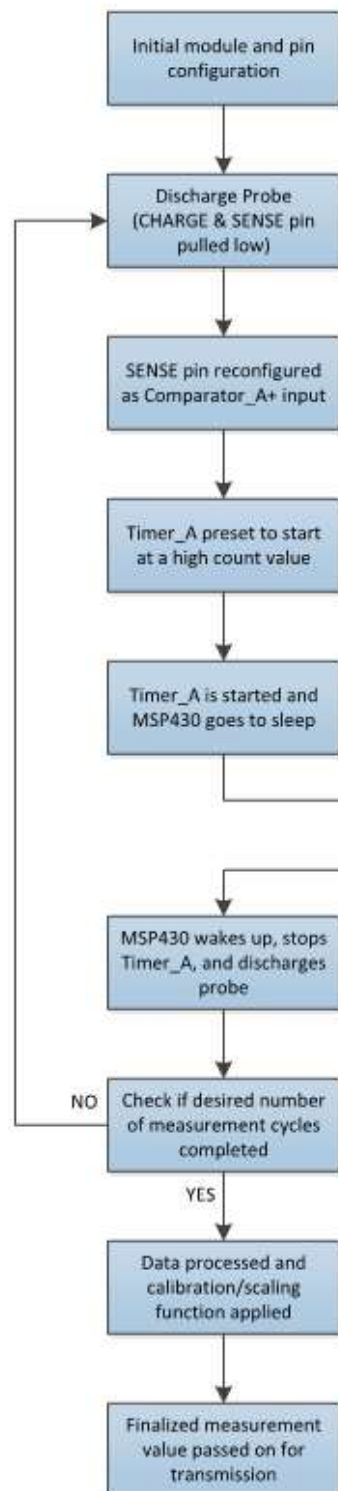 Initial module and pin
configuration
Discharge Probe
(CHARGE & SENSE pin
pulled low)
SENSE pin reconfigured
as Comparator_A+ input
Timer_A preset to start
at a high count value
Timer_A is started and
MSP430 goes to sleep
MSP430 wakes up, stops
Timer_A, and discharges
probe
NO
Check if desired number
of measurement cycles
completed
YES
Data processed and
calibration/scaling
function applied
Finalized measurement
value passed on for
transmission